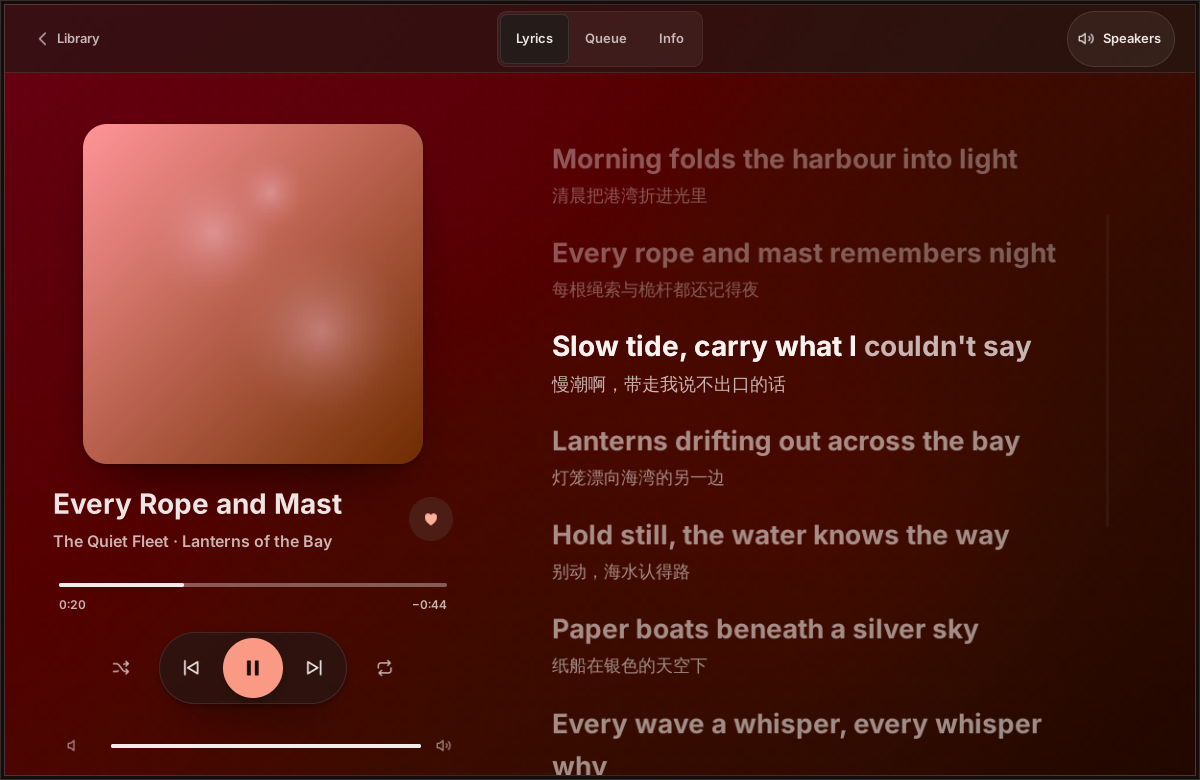 Library
Lyrics
Queue
Info
Speakers
Every Rope and Mast
The Quiet Fleet · Lanterns of the Bay
0:20
−0:44
Morning folds the harbour into light
清晨把港湾折进光里
Every rope and mast remembers night
每根绳索与桅杆都还记得夜
Slow tide, carry what I couldn't say
慢潮啊，带走我说不出口的话
Lanterns drifting out across the bay
灯笼漂向海湾的另一边
Hold still, the water knows the way
别动，海水认得路
Paper boats beneath a silver sky
纸船在银色的天空下
Every wave a whisper, every whisper
why